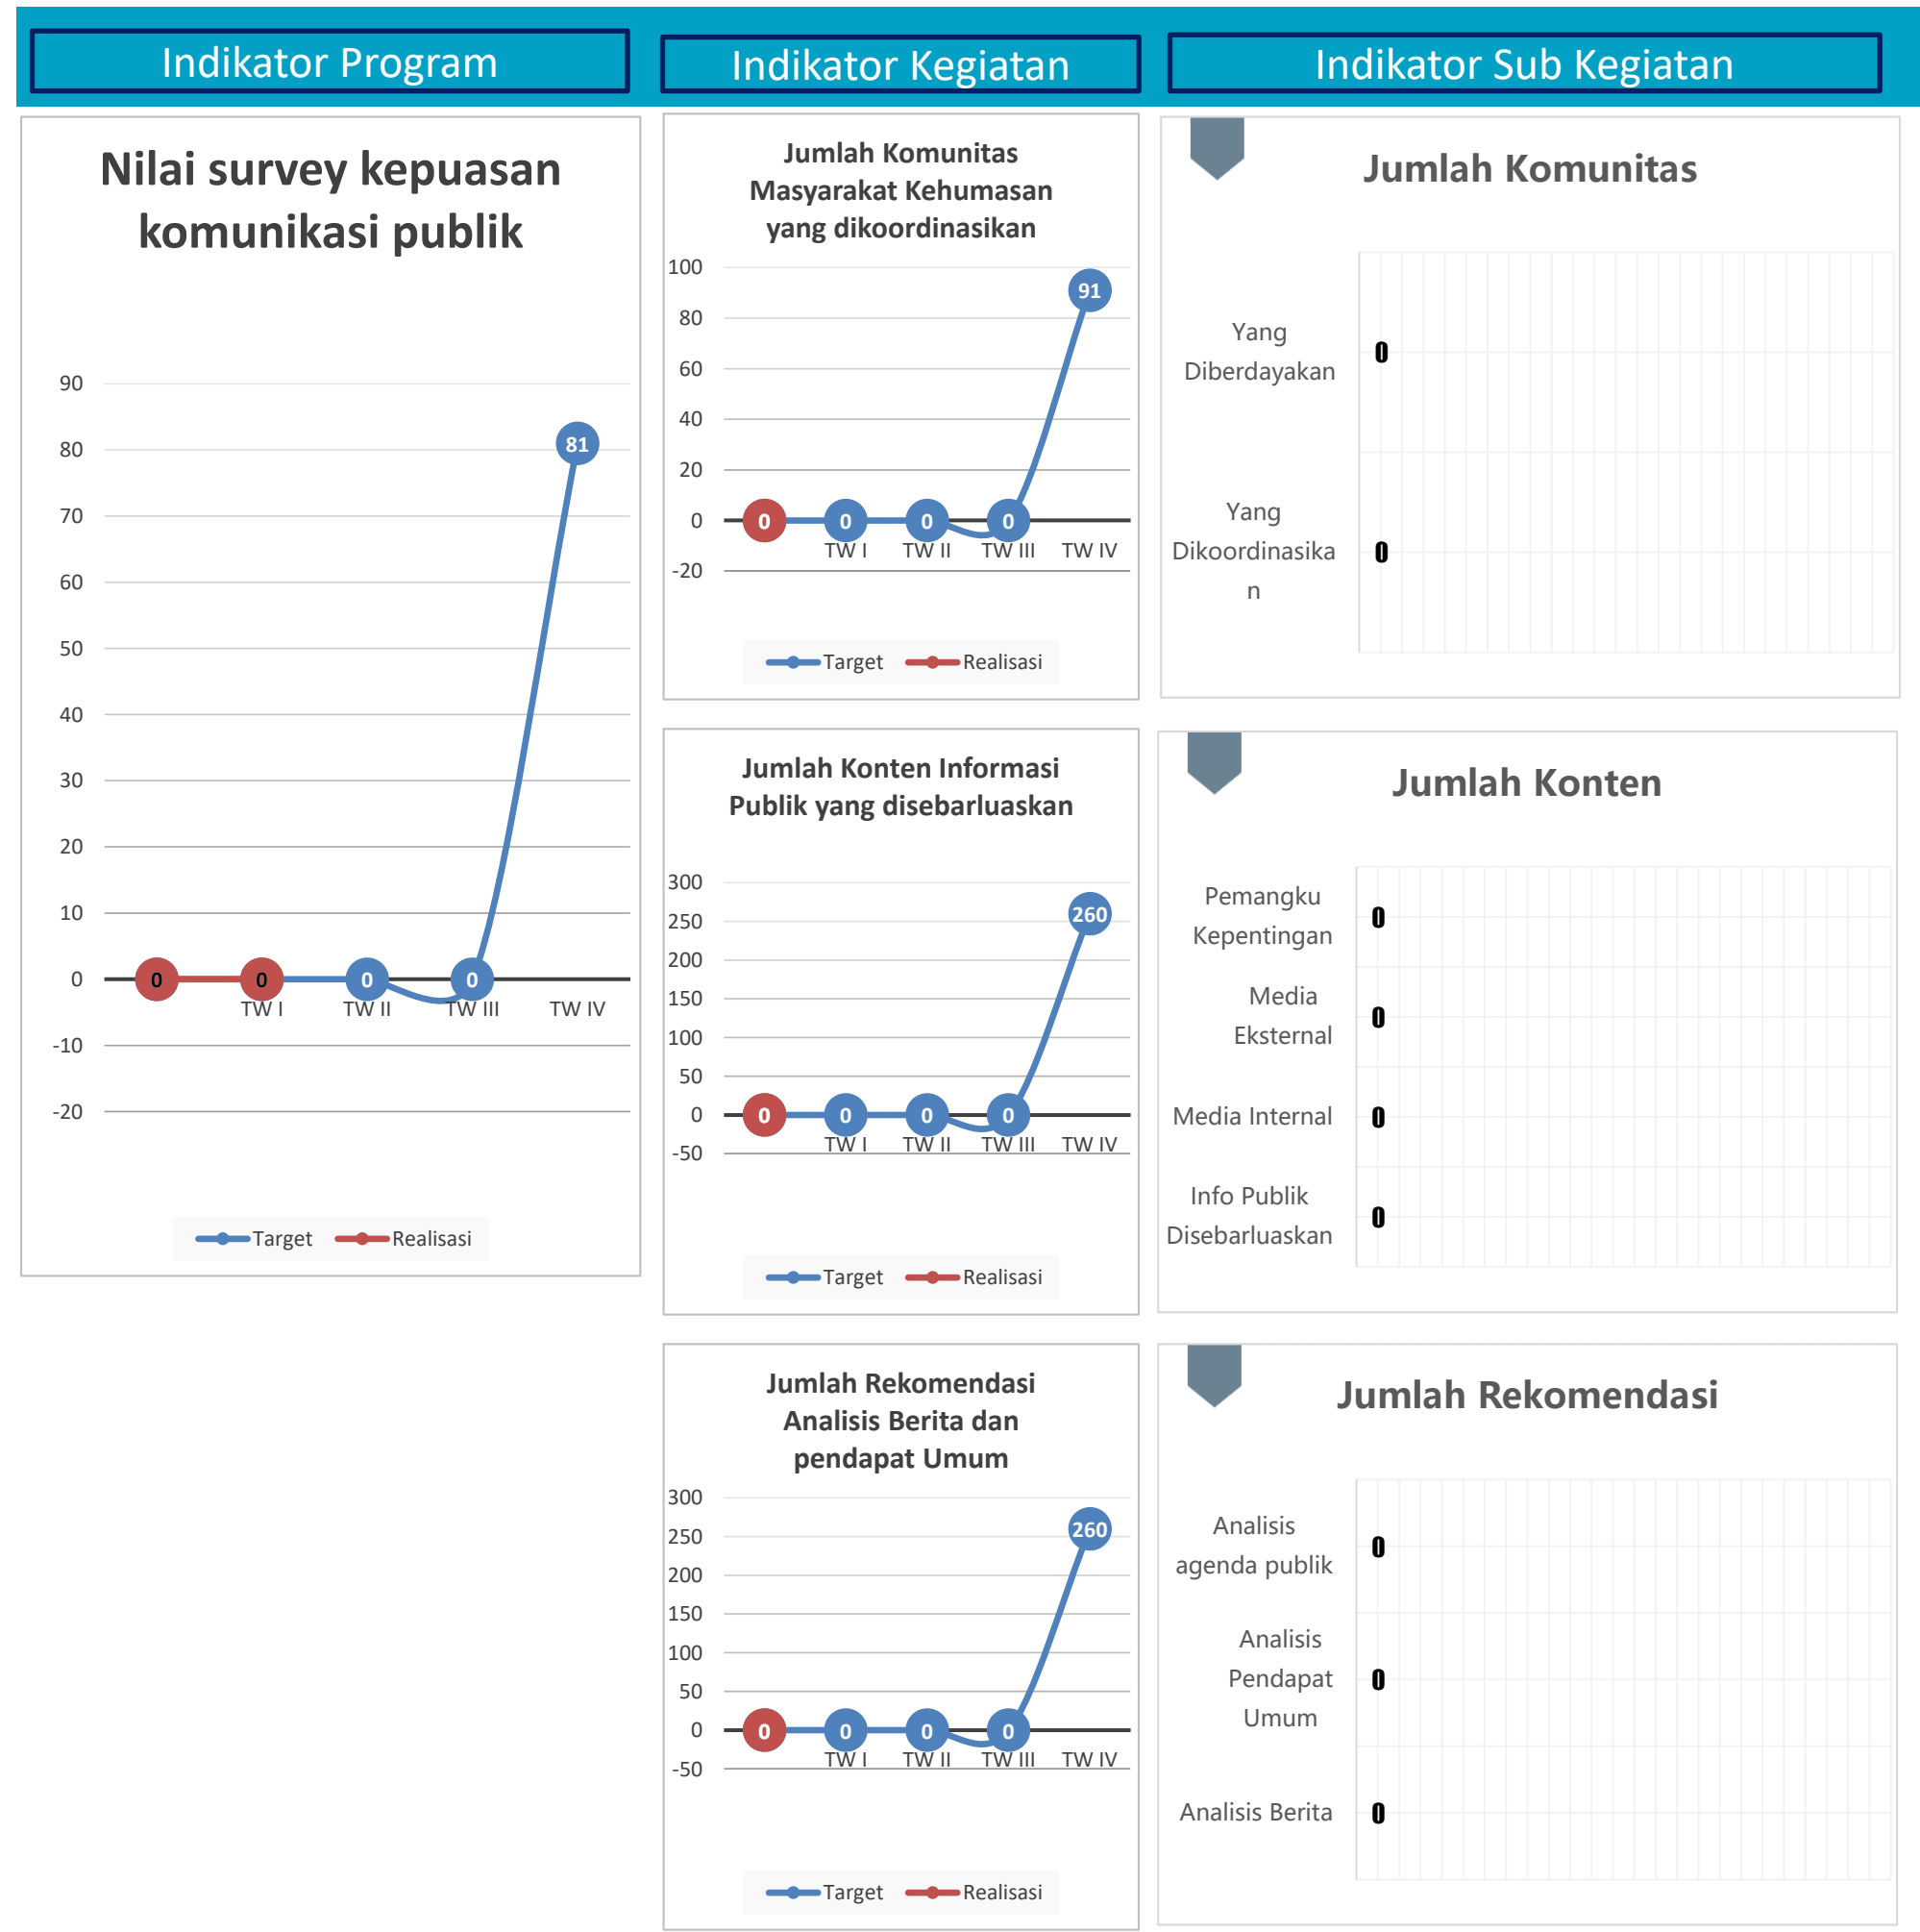 Indikator Program
Indikator Kegiatan
Indikator Sub Kegiatan
Nilai survey kepuasan
komunikasi publik
90
80
70
60
50
40
30
20
10
0
-10
-20
81
0
0
0
0
TW I
TW II
TW III
TW IV
Target
Realisasi
Jumlah Komunitas
Masyarakat Kehumasan
yang dikoordinasikan
100
80
60
40
20
0
-20
91
0
0
0
0
TW I
TW II
TW III
TW IV
Target
Realisasi
Jumlah Komunitas
Yang
Diberdayakan
0
Yang
Dikoordinasika
n
0
Jumlah Konten Informasi
Publik yang disebarluaskan
300
250
200
150
100
50
0
-50
260
0
0
0
0
TW I
TW II
TW III
TW IV
Target
Realisasi
Jumlah Konten
Pemangku
Kepentingan
0
Media
Eksternal
0
Media Internal
0
Info Publik
Disebarluaskan
0
Jumlah Rekomendasi
Analisis Berita dan
pendapat Umum
300
250
200
150
100
50
0
-50
260
0
0
0
0
TW I
TW II
TW III
TW IV
Target
Realisasi
Jumlah Rekomendasi
Analisis
agenda publik
0
Analisis
Pendapat
Umum
0
Analisis Berita
0